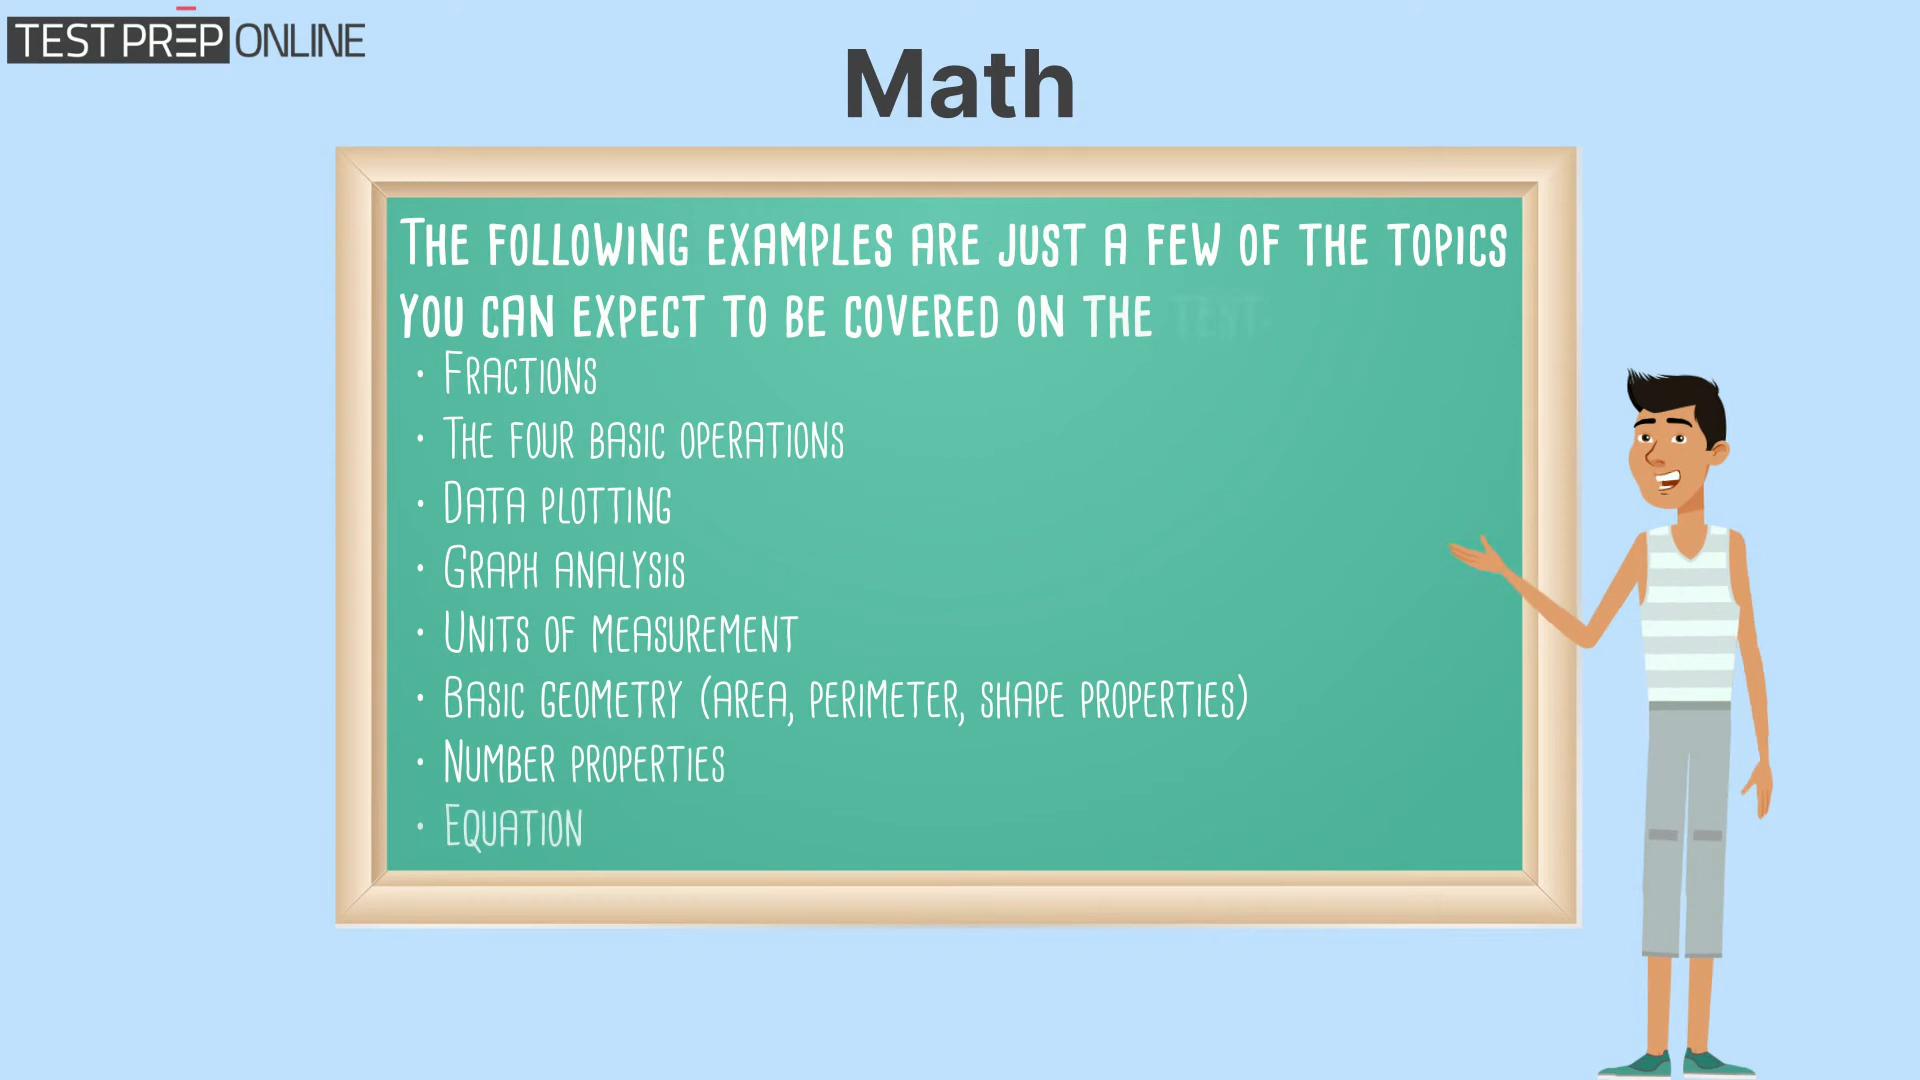 TEST PREP ONLINE
Math
THE FOLLOWING EXAMPLES ARE JUST A FEW OF THE TOPICS
YOU CAN EXPECT TO BE COVERED ON THE TEST:
• FRACTIONS
• THE FOUR BASIC OPERATIONS
• DATA PLOTTING
• GRAPH ANALYSIS
• UNITS OF MEASUREMENT
• BASIC GEOMETRY (AREA, PERIMETER, SHAPE PROPERTIES)
• NUMBER PROPERTIES
• EQUATION